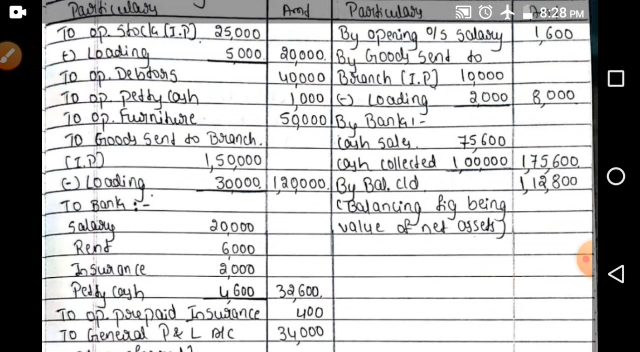 8:28 PM
Particulars Amt Particulars
To op. Stock (I.P) 25,000 By opening o/s Salary 1,600
(-) Loading 5000 20,000 By Goods Sent to
To op. Debtors 40,000 Branch (I.P) 10,000
To op. petty cash 1,000 (-) Loading 2,000 8,000
To op. Furniture 50,000 By Bank:-
To Goods Sent to Branch. cash sales. 75,600
(I.P) 1,50,000 cash collected 1,00,000 1,75,600
(-) Loading 30,000 1,20,000 By Bal. c/d 1,12,800
To Bank :- (Balancing fig being
Salary 20,000 value of net assets)
Rent 6,000
Insurance 2,000
Petty cash 4,600 32,600
To op. prepaid Insurance 400
To General P & L A/c 34,000